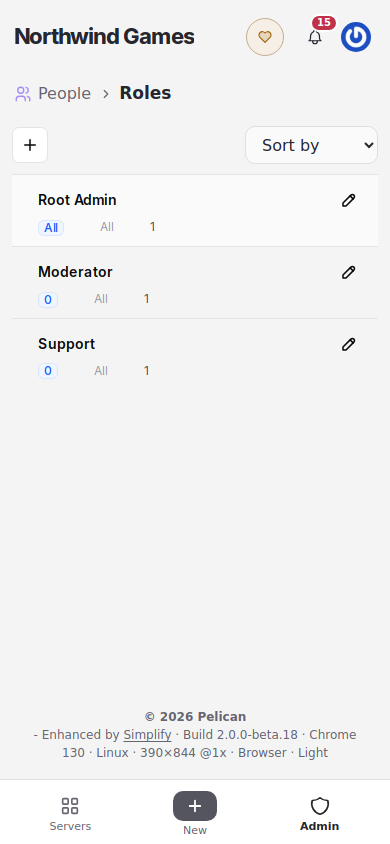 Northwind Games
15
People › Roles
Sort by
Root Admin
All All 1
Moderator
0 All 1
Support
0 All 1
© 2026 Pelican
- Enhanced by Simplify · Build 2.0.0-beta.18 · Chrome
130 · Linux · 390×844 @1x · Browser · Light
Servers
New
Admin